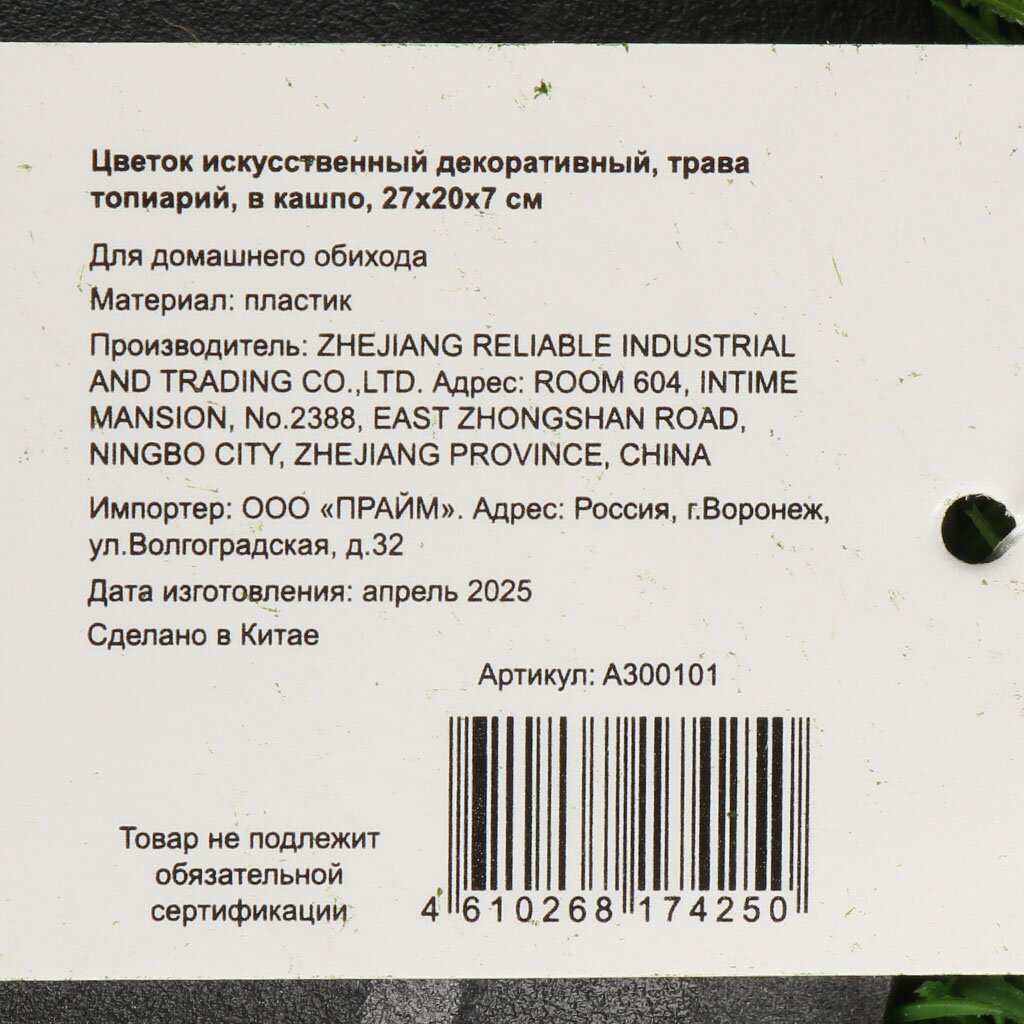 Цветок искусственный декоративный, трава
топиарий, в кашпо, 27х20х7 см
Для домашнего обихода
Материал: пластик
Производитель: ZHEJIANG RELIABLE INDUSTRIAL
AND TRADING CO.,LTD. Адрес: ROOM 604, INTIME
MANSION, No.2388, EAST ZHONGSHAN ROAD,
NINGBO CITY, ZHEJIANG PROVINCE, CHINA
Импортер: ООО «ПРАЙМ». Адрес: Россия, г.Воронеж,
ул.Волгоградская, д.32
Дата изготовления: апрель 2025
Сделано в Китае
Артикул: А300101
Товар не подлежит
обязательной
сертификации
4 610268 174250